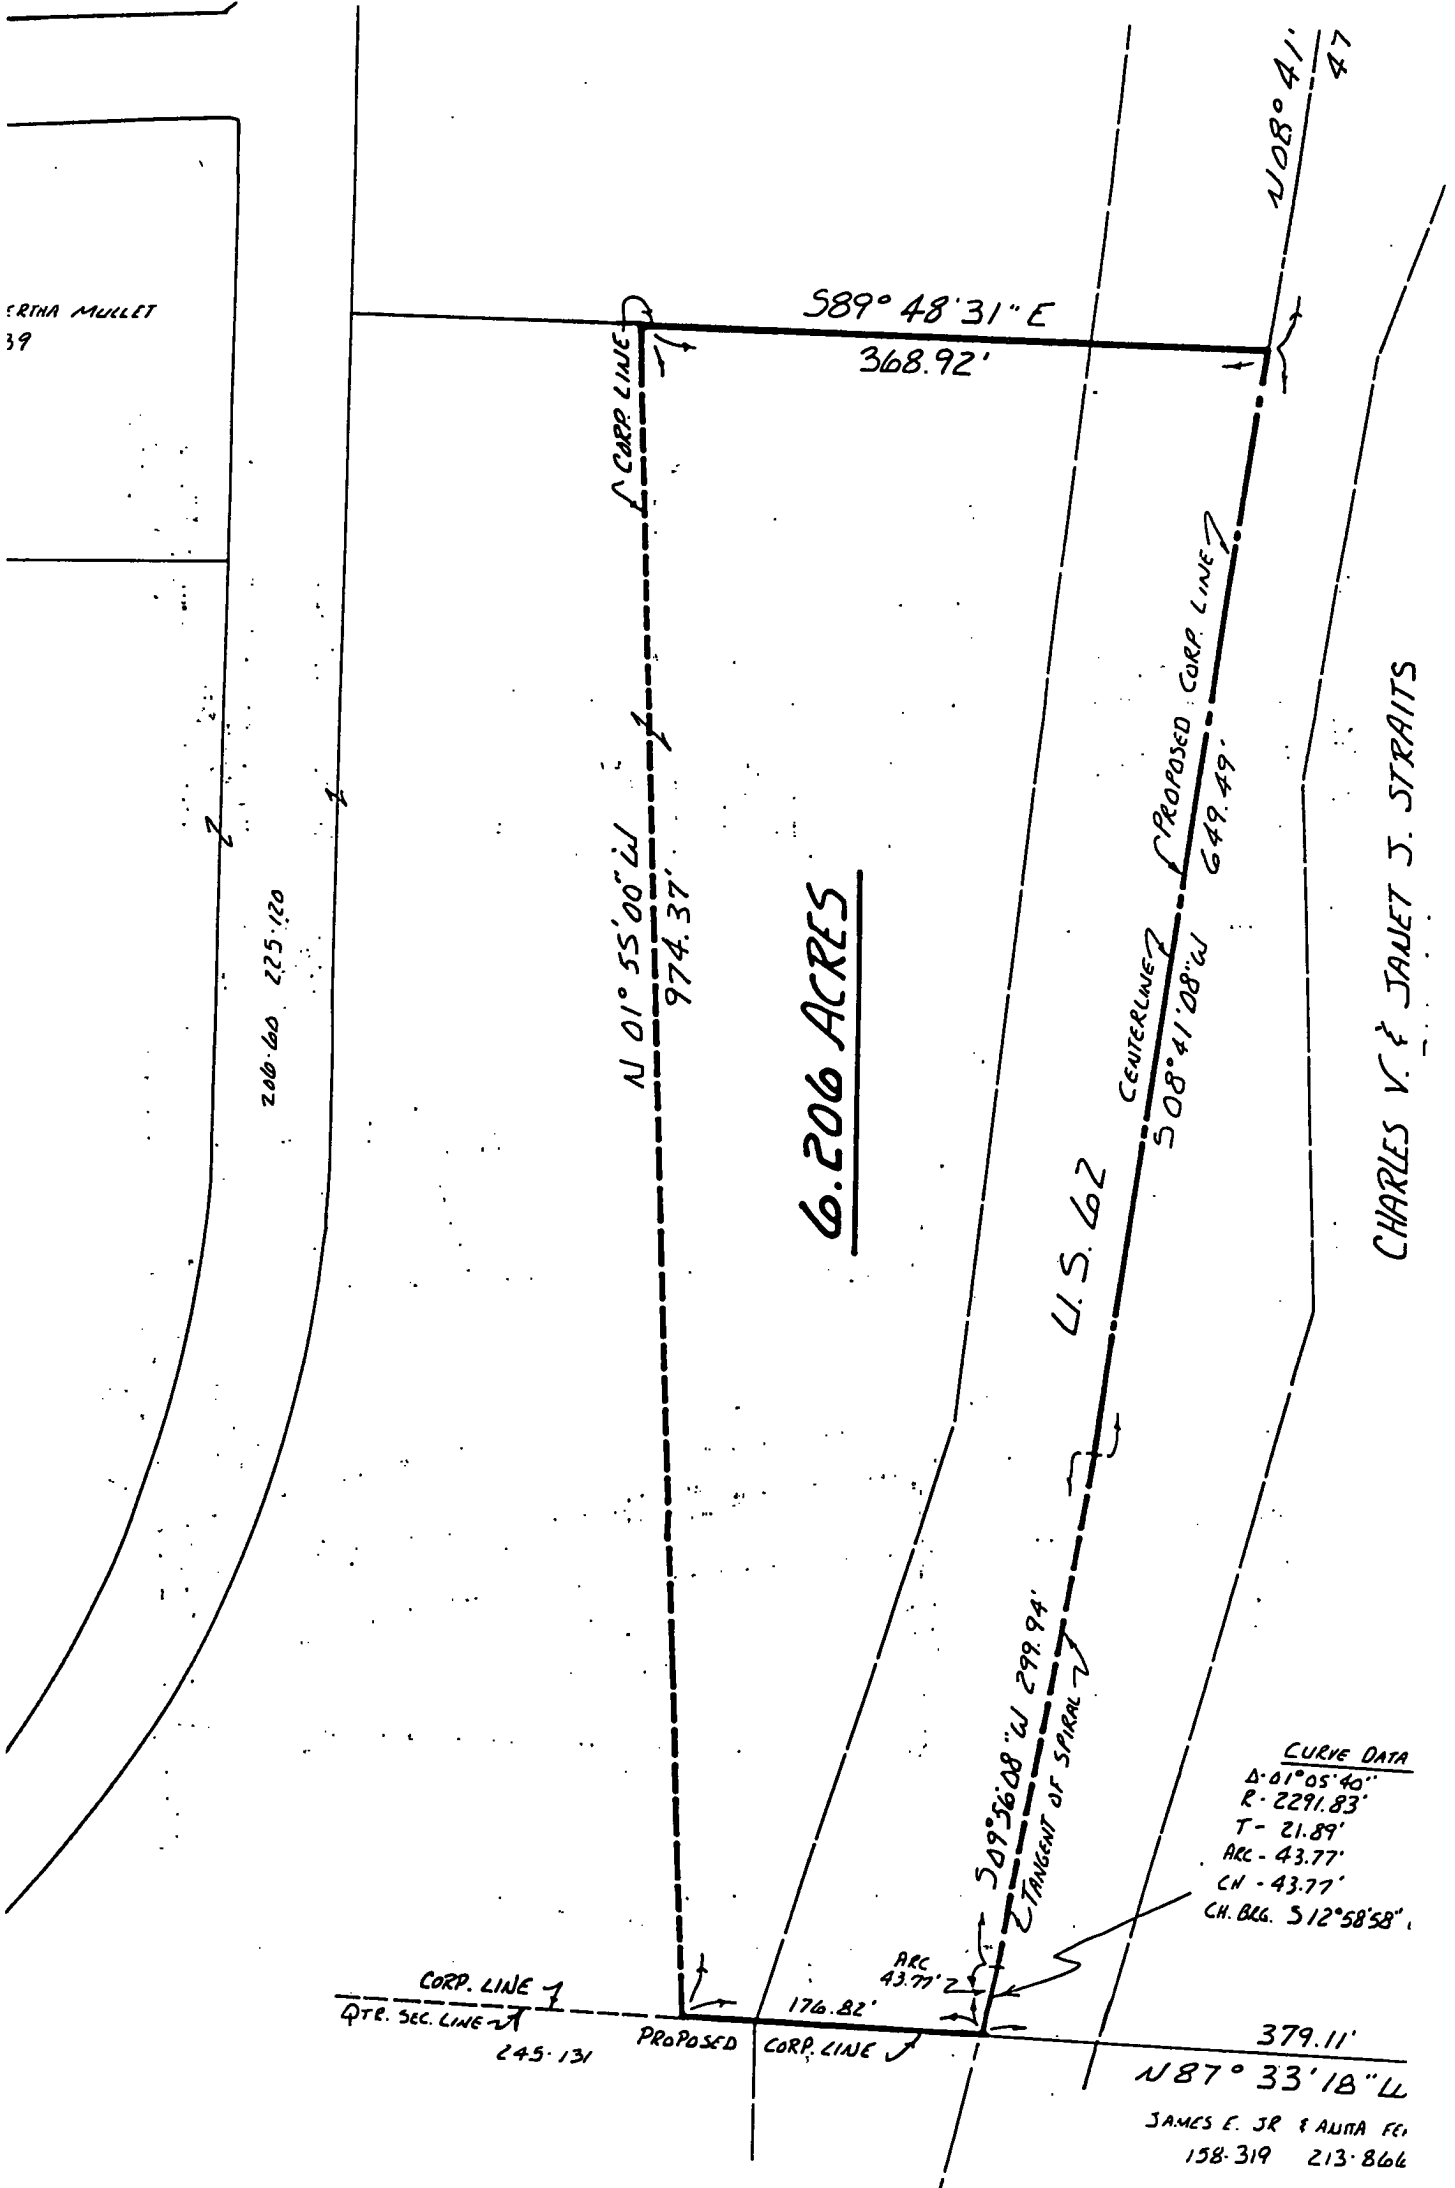 N08° 41'
47
ERTHA MULLET
39
S89° 48' 31" E
368.92'
CORP. LINE
N 01° 55' 00" W
974.37'
206-60 225-120
6.206 ACRES
PROPOSED CORP. LINE
649.49'
CENTERLINE
S 08° 41' 08" W
U.S. 62
CHARLES V. & JANET J. STRAITS
S 09° 56' 08" W 299.94'
TANGENT OF SPIRAL
CURVE DATA
Δ - 01° 05' 40"
R - 2291.83'
T - 21.89'
ARC - 43.77'
CH - 43.77'
CH. BRG. S 12° 58' 58"
ARC
43.77'
CORP. LINE
QTR. SEC. LINE
245-131
176.82'
PROPOSED CORP. LINE
379.11'
N 87° 33' 18" W
JAMES E. JR & ANITA
158-319 213-866